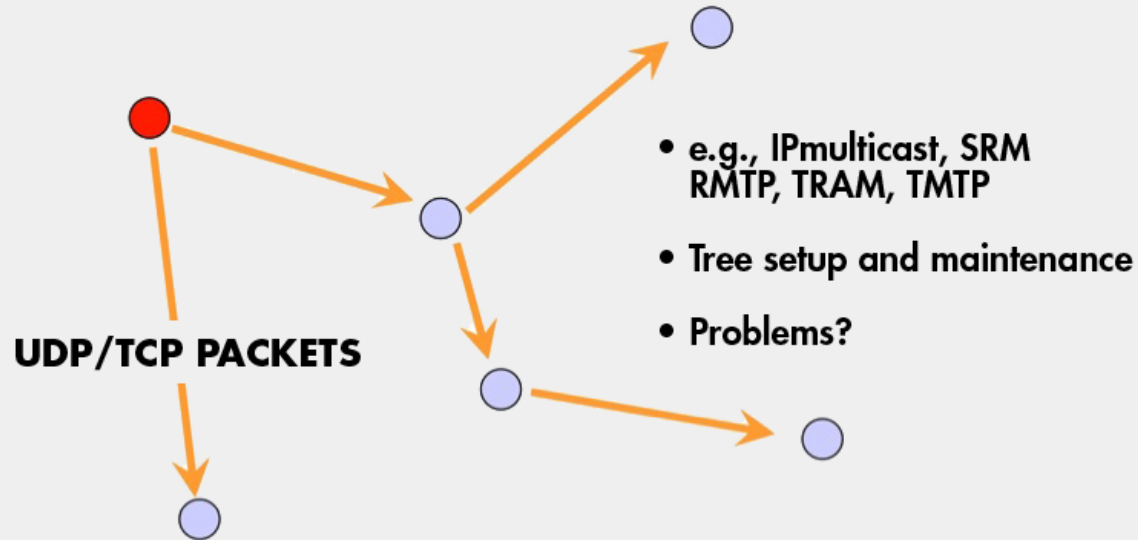 • e.g., IPmulticast, SRM
RMTP, TRAM, TMTP
• Tree setup and maintenance
• Problems?
UDP/TCP PACKETS